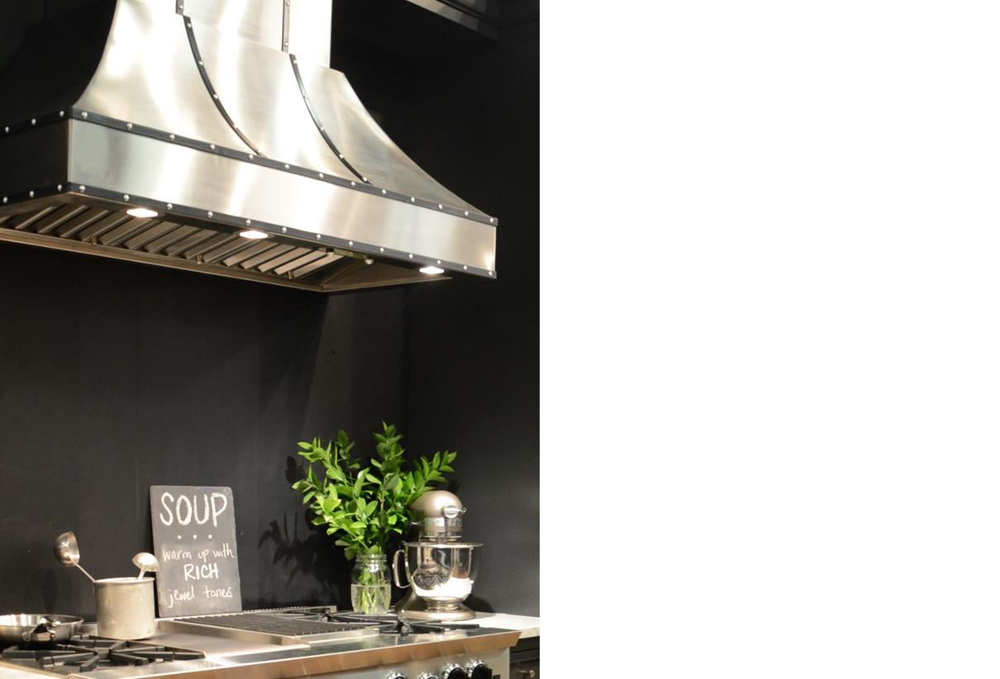 SOUP
• • •
warm up with
RICH
jewel tones